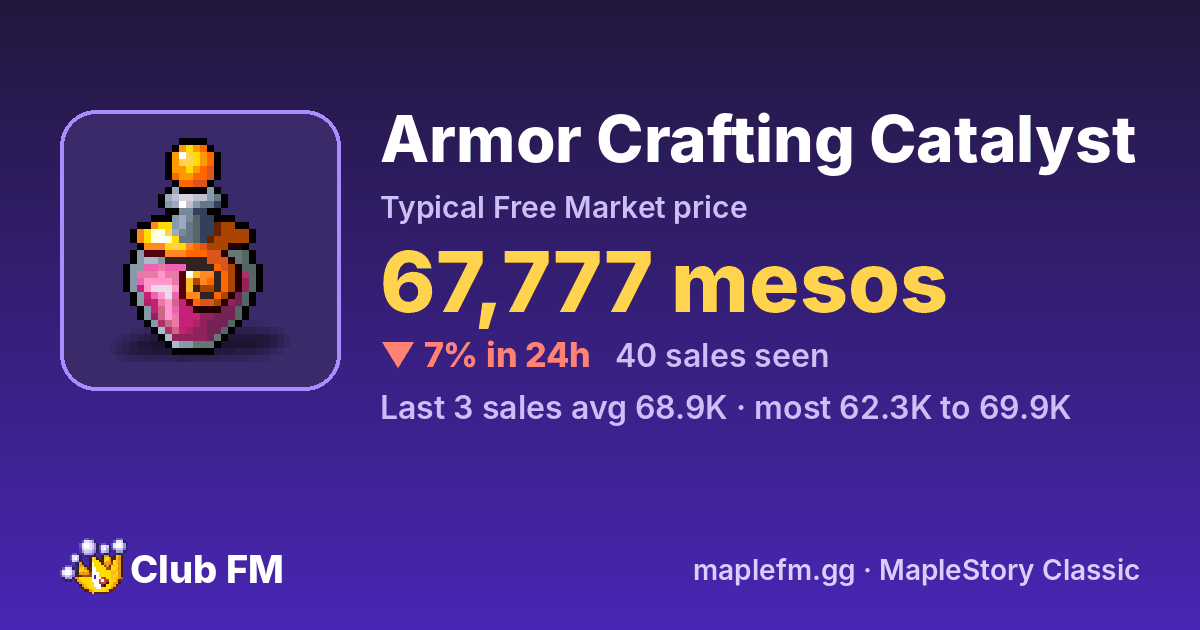 Armor Crafting Catalyst
Typical Free Market price
67,777 mesos
▼ 7% in 24h 40 sales seen
Last 3 sales avg 68.9K · most 62.3K to 69.9K
Club FM
maplefm.gg · MapleStory Classic